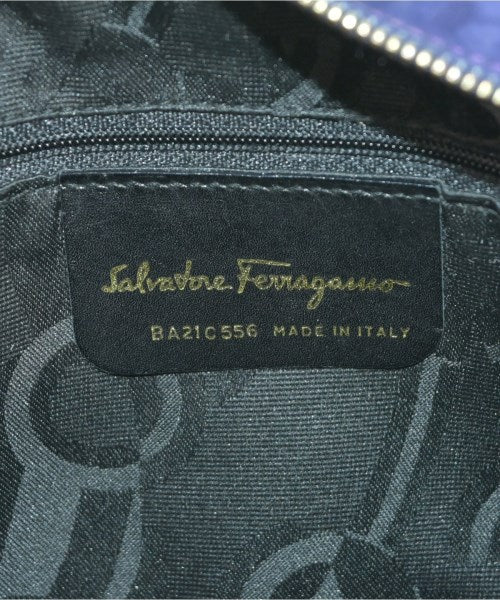 Salvatore Ferragamo
BA21C556 MADE IN ITALY